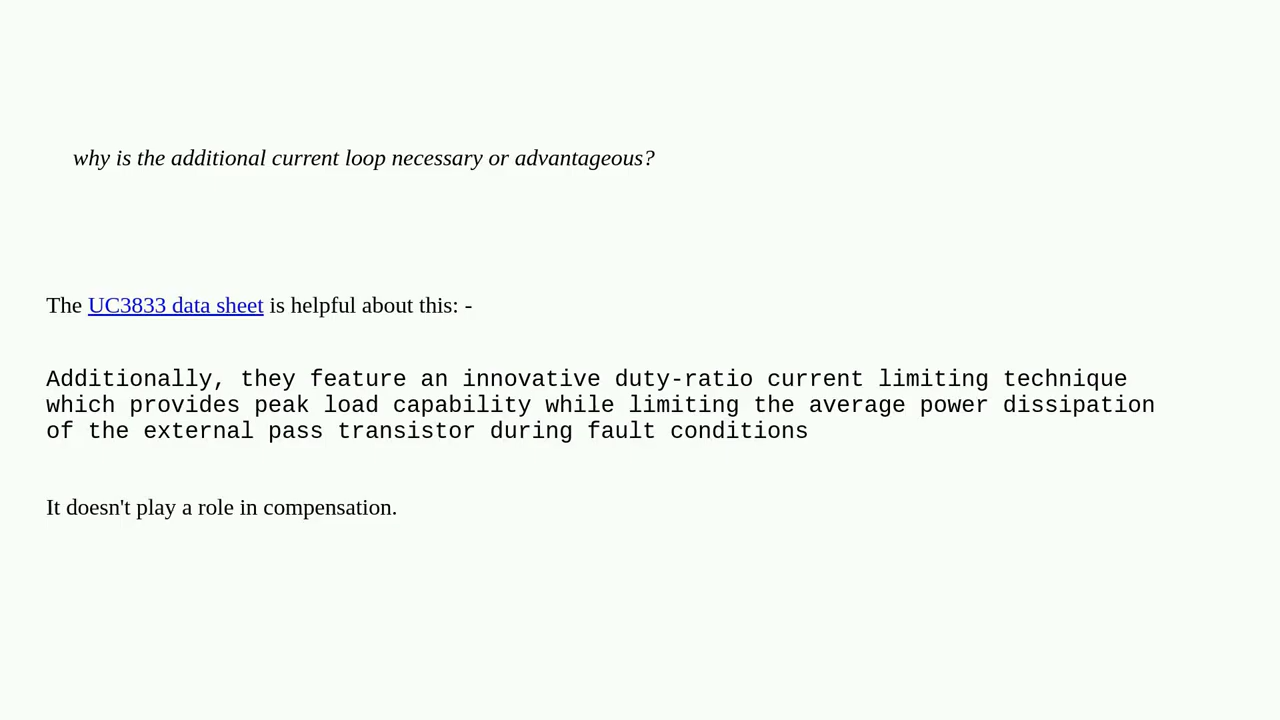 why is the additional current loop necessary or advantageous?
The UC3833 data sheet is helpful about this: -
Additionally, they feature an innovative duty-ratio current limiting technique
which provides peak load capability while limiting the average power dissipation
of the external pass transistor during fault conditions
It doesn't play a role in compensation.